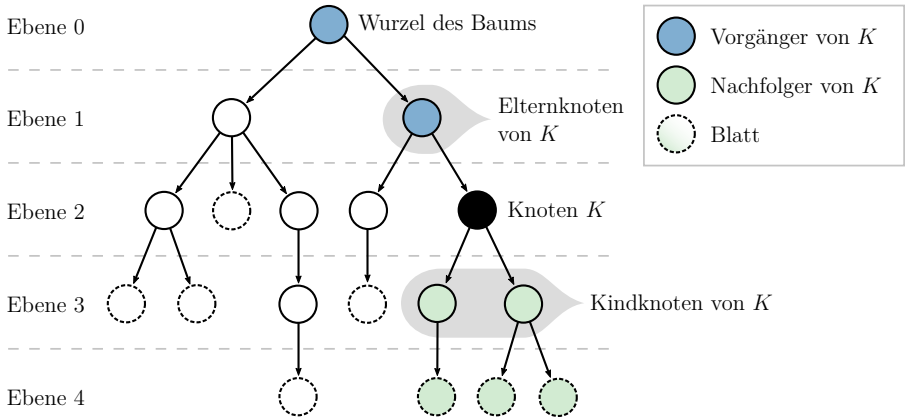 Ebene 0
Wurzel des Baums
Ebene 1
Elternknoten
von K
Ebene 2
Knoten K
Ebene 3
Kindknoten von K
Ebene 4
Vorgänger von K
Nachfolger von K
Blatt